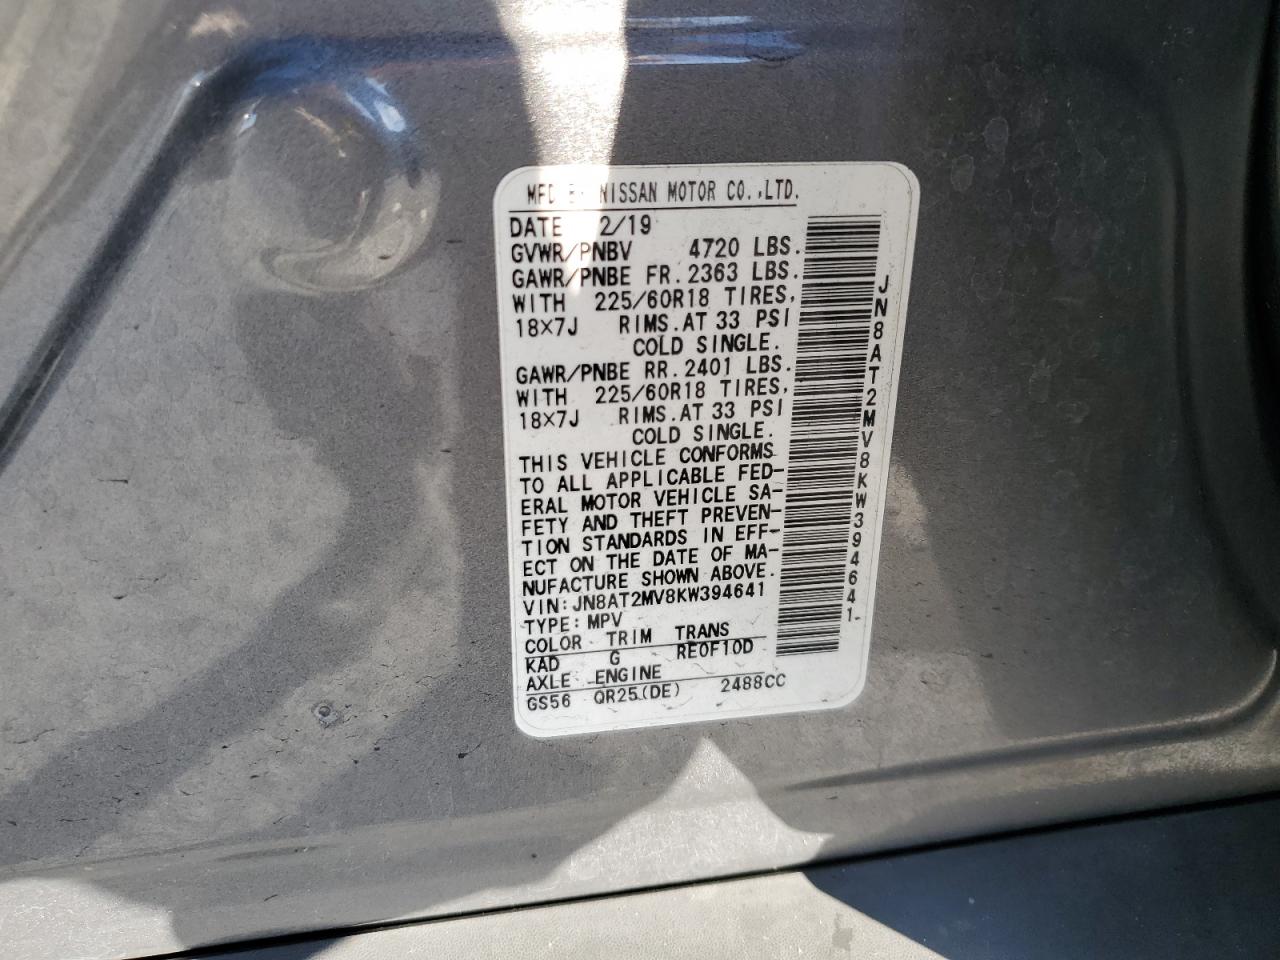 MFD BY NISSAN MOTOR CO.,LTD.
DATE 2/19
GVWR/PNBV 4720 LBS.
GAWR/PNBE FR.2363 LBS.
WITH 225/60R18 TIRES,
18×7J RIMS.AT 33 PSI
COLD SINGLE.
GAWR/PNBE RR.2401 LBS.
WITH 225/60R18 TIRES,
18×7J RIMS.AT 33 PSI
COLD SINGLE.
THIS VEHICLE CONFORMS
TO ALL APPLICABLE FED-
ERAL MOTOR VEHICLE SA-
FETY AND THEFT PREVEN-
TION STANDARDS IN EFF-
ECT ON THE DATE OF MA-
NUFACTURE SHOWN ABOVE.
VIN:JN8AT2MV8KW394641
TYPE:MPV
COLOR TRIM TRANS
KAD G RE0F10D
AXLE ENGINE
GS56 QR25(DE) 2488CC
JN8AT2MV8KW394641